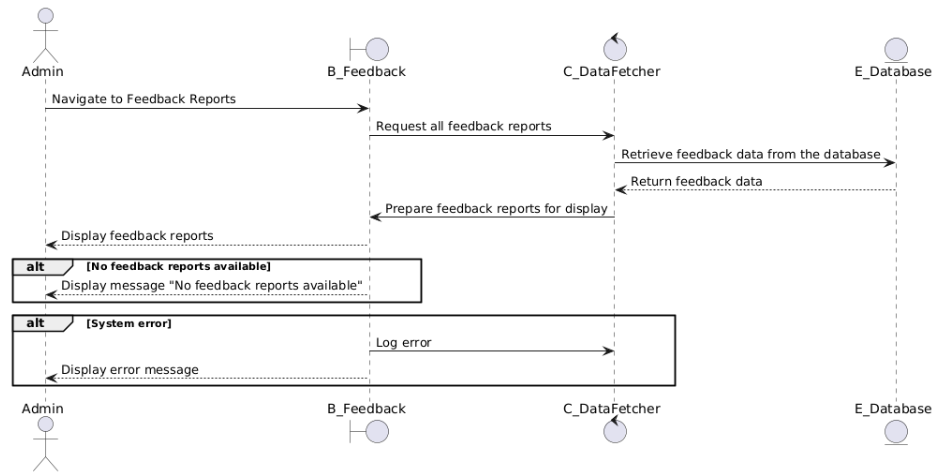 Admin
B_Feedback
C_DataFetcher
E_Database
Navigate to Feedback Reports
Request all feedback reports
Retrieve feedback data from the database
Return feedback data
Prepare feedback reports for display
Display feedback reports
alt [No feedback reports available]
Display message "No feedback reports available"
alt [System error]
Log error
Display error message
Admin
B_Feedback
C_DataFetcher
E_Database